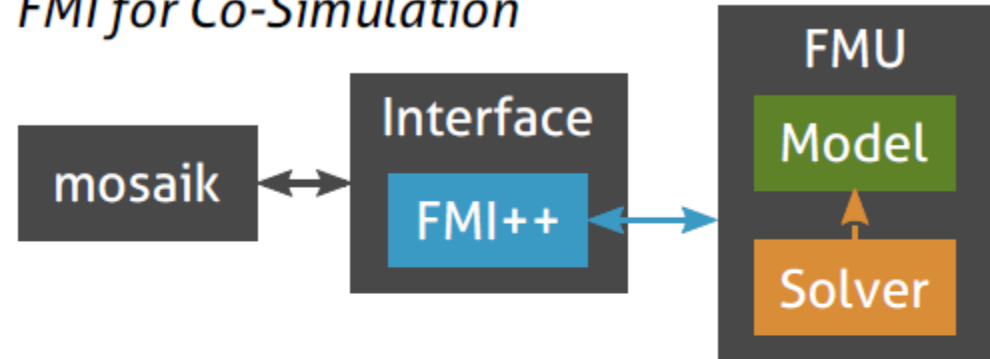 FMI for Co-Simulation
mosaik
Interface
FMI++
FMU
Model
Solver